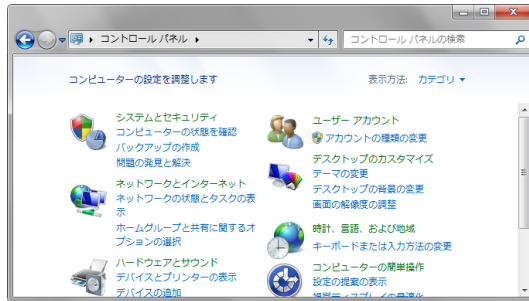 コントロール パネル
コントロール パネルの検索
コンピューターの設定を調整します
表示方法: カテゴリ
システムとセキュリティ
コンピューターの状態を確認
バックアップの作成
問題の発見と解決
ネットワークとインターネット
ネットワークの状態とタスクの表
示
ホームグループと共有に関するオ
プションの選択
ハードウェアとサウンド
デバイスとプリンターの表示
デバイスの追加
ユーザー アカウント
アカウントの種類の変更
デスクトップのカスタマイズ
テーマの変更
デスクトップの背景の変更
画面の解像度の調整
時計、言語、および地域
キーボードまたは入力方法の変更
コンピューターの簡単操作
設定の提案の表示
視覚ディスプレイの最適化